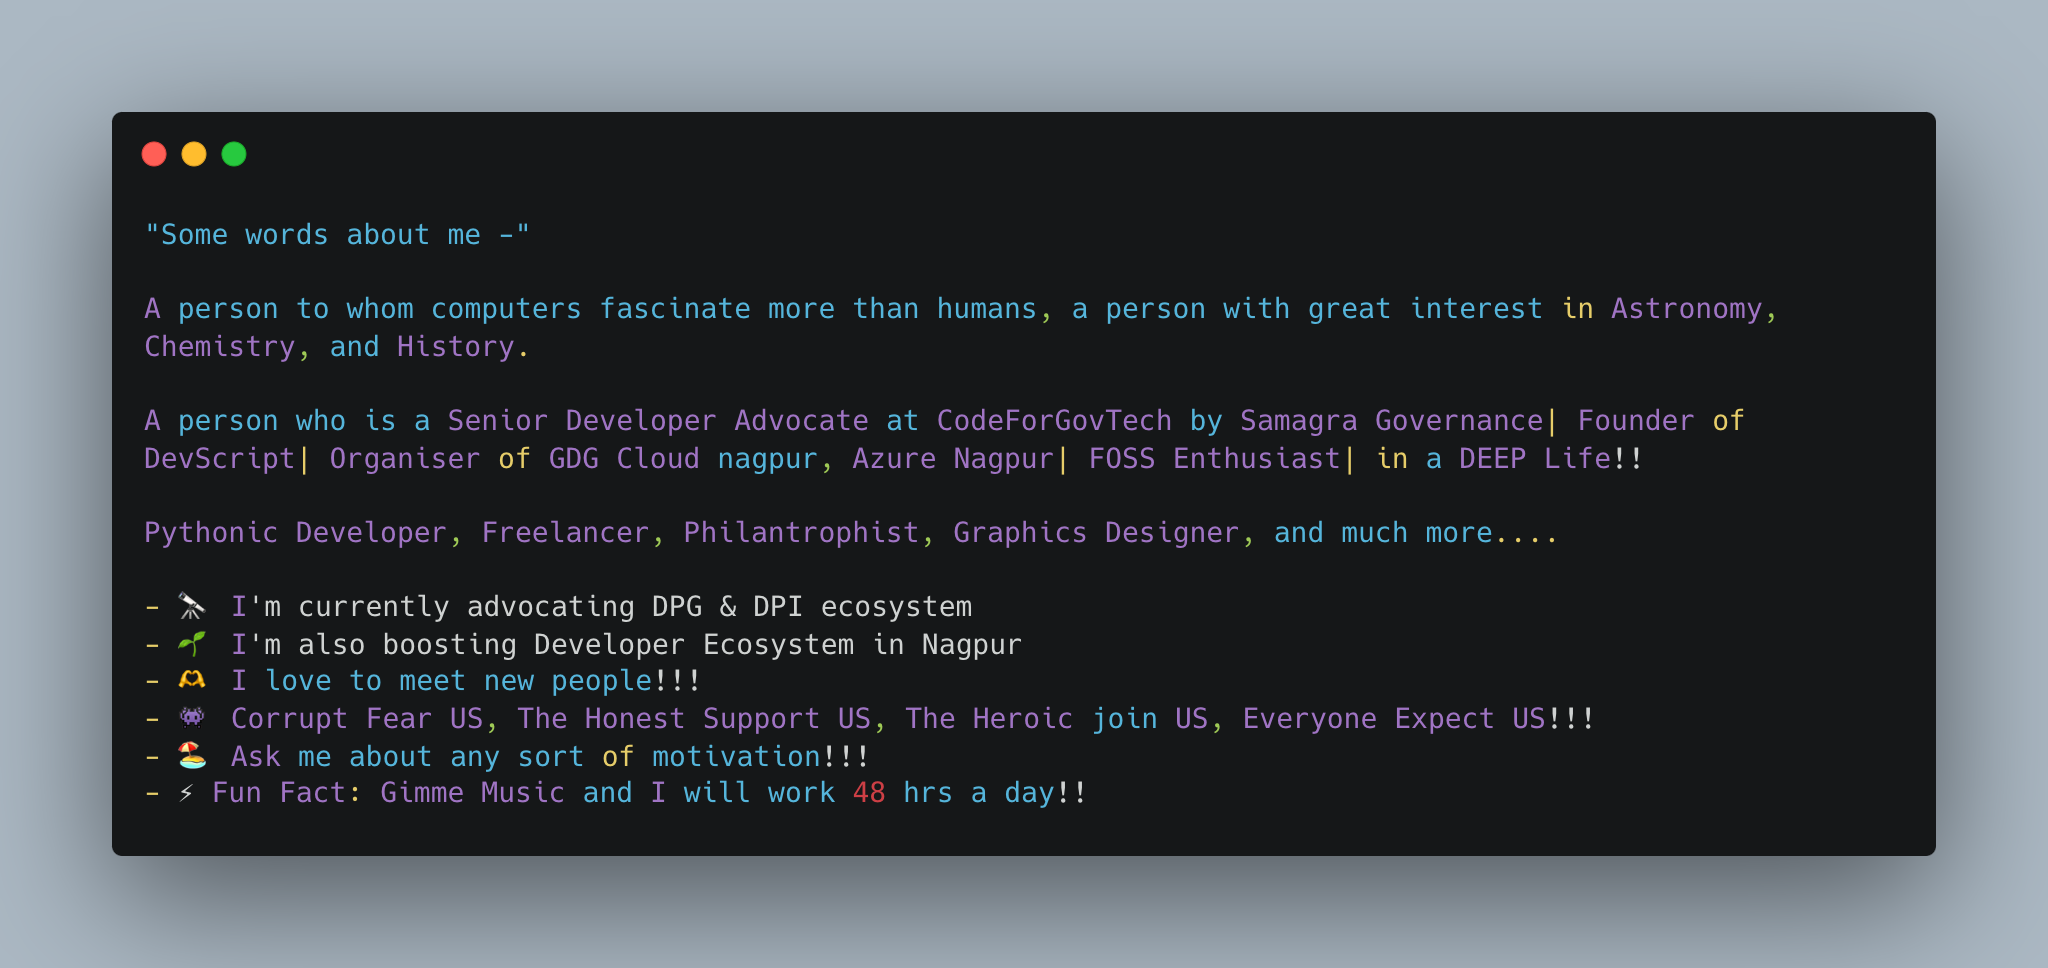 "Some words about me -"
A person to whom computers fascinate more than humans, a person with great interest in Astronomy,
Chemistry, and History.
A person who is a Senior Developer Advocate at CodeForGovTech by Samagra Governance| Founder of
DevScript| Organiser of GDG Cloud nagpur, Azure Nagpur| FOSS Enthusiast| in a DEEP Life!!
Pythonic Developer, Freelancer, Philantrophist, Graphics Designer, and much more....
- 🔭 I'm currently advocating DPG & DPI ecosystem
- 🌱 I'm also boosting Developer Ecosystem in Nagpur
- 🫶 I love to meet new people!!!
- 👾 Corrupt Fear US, The Honest Support US, The Heroic join US, Everyone Expect US!!!
- 🏖️ Ask me about any sort of motivation!!!
- ⚡ Fun Fact: Gimme Music and I will work 48 hrs a day!!